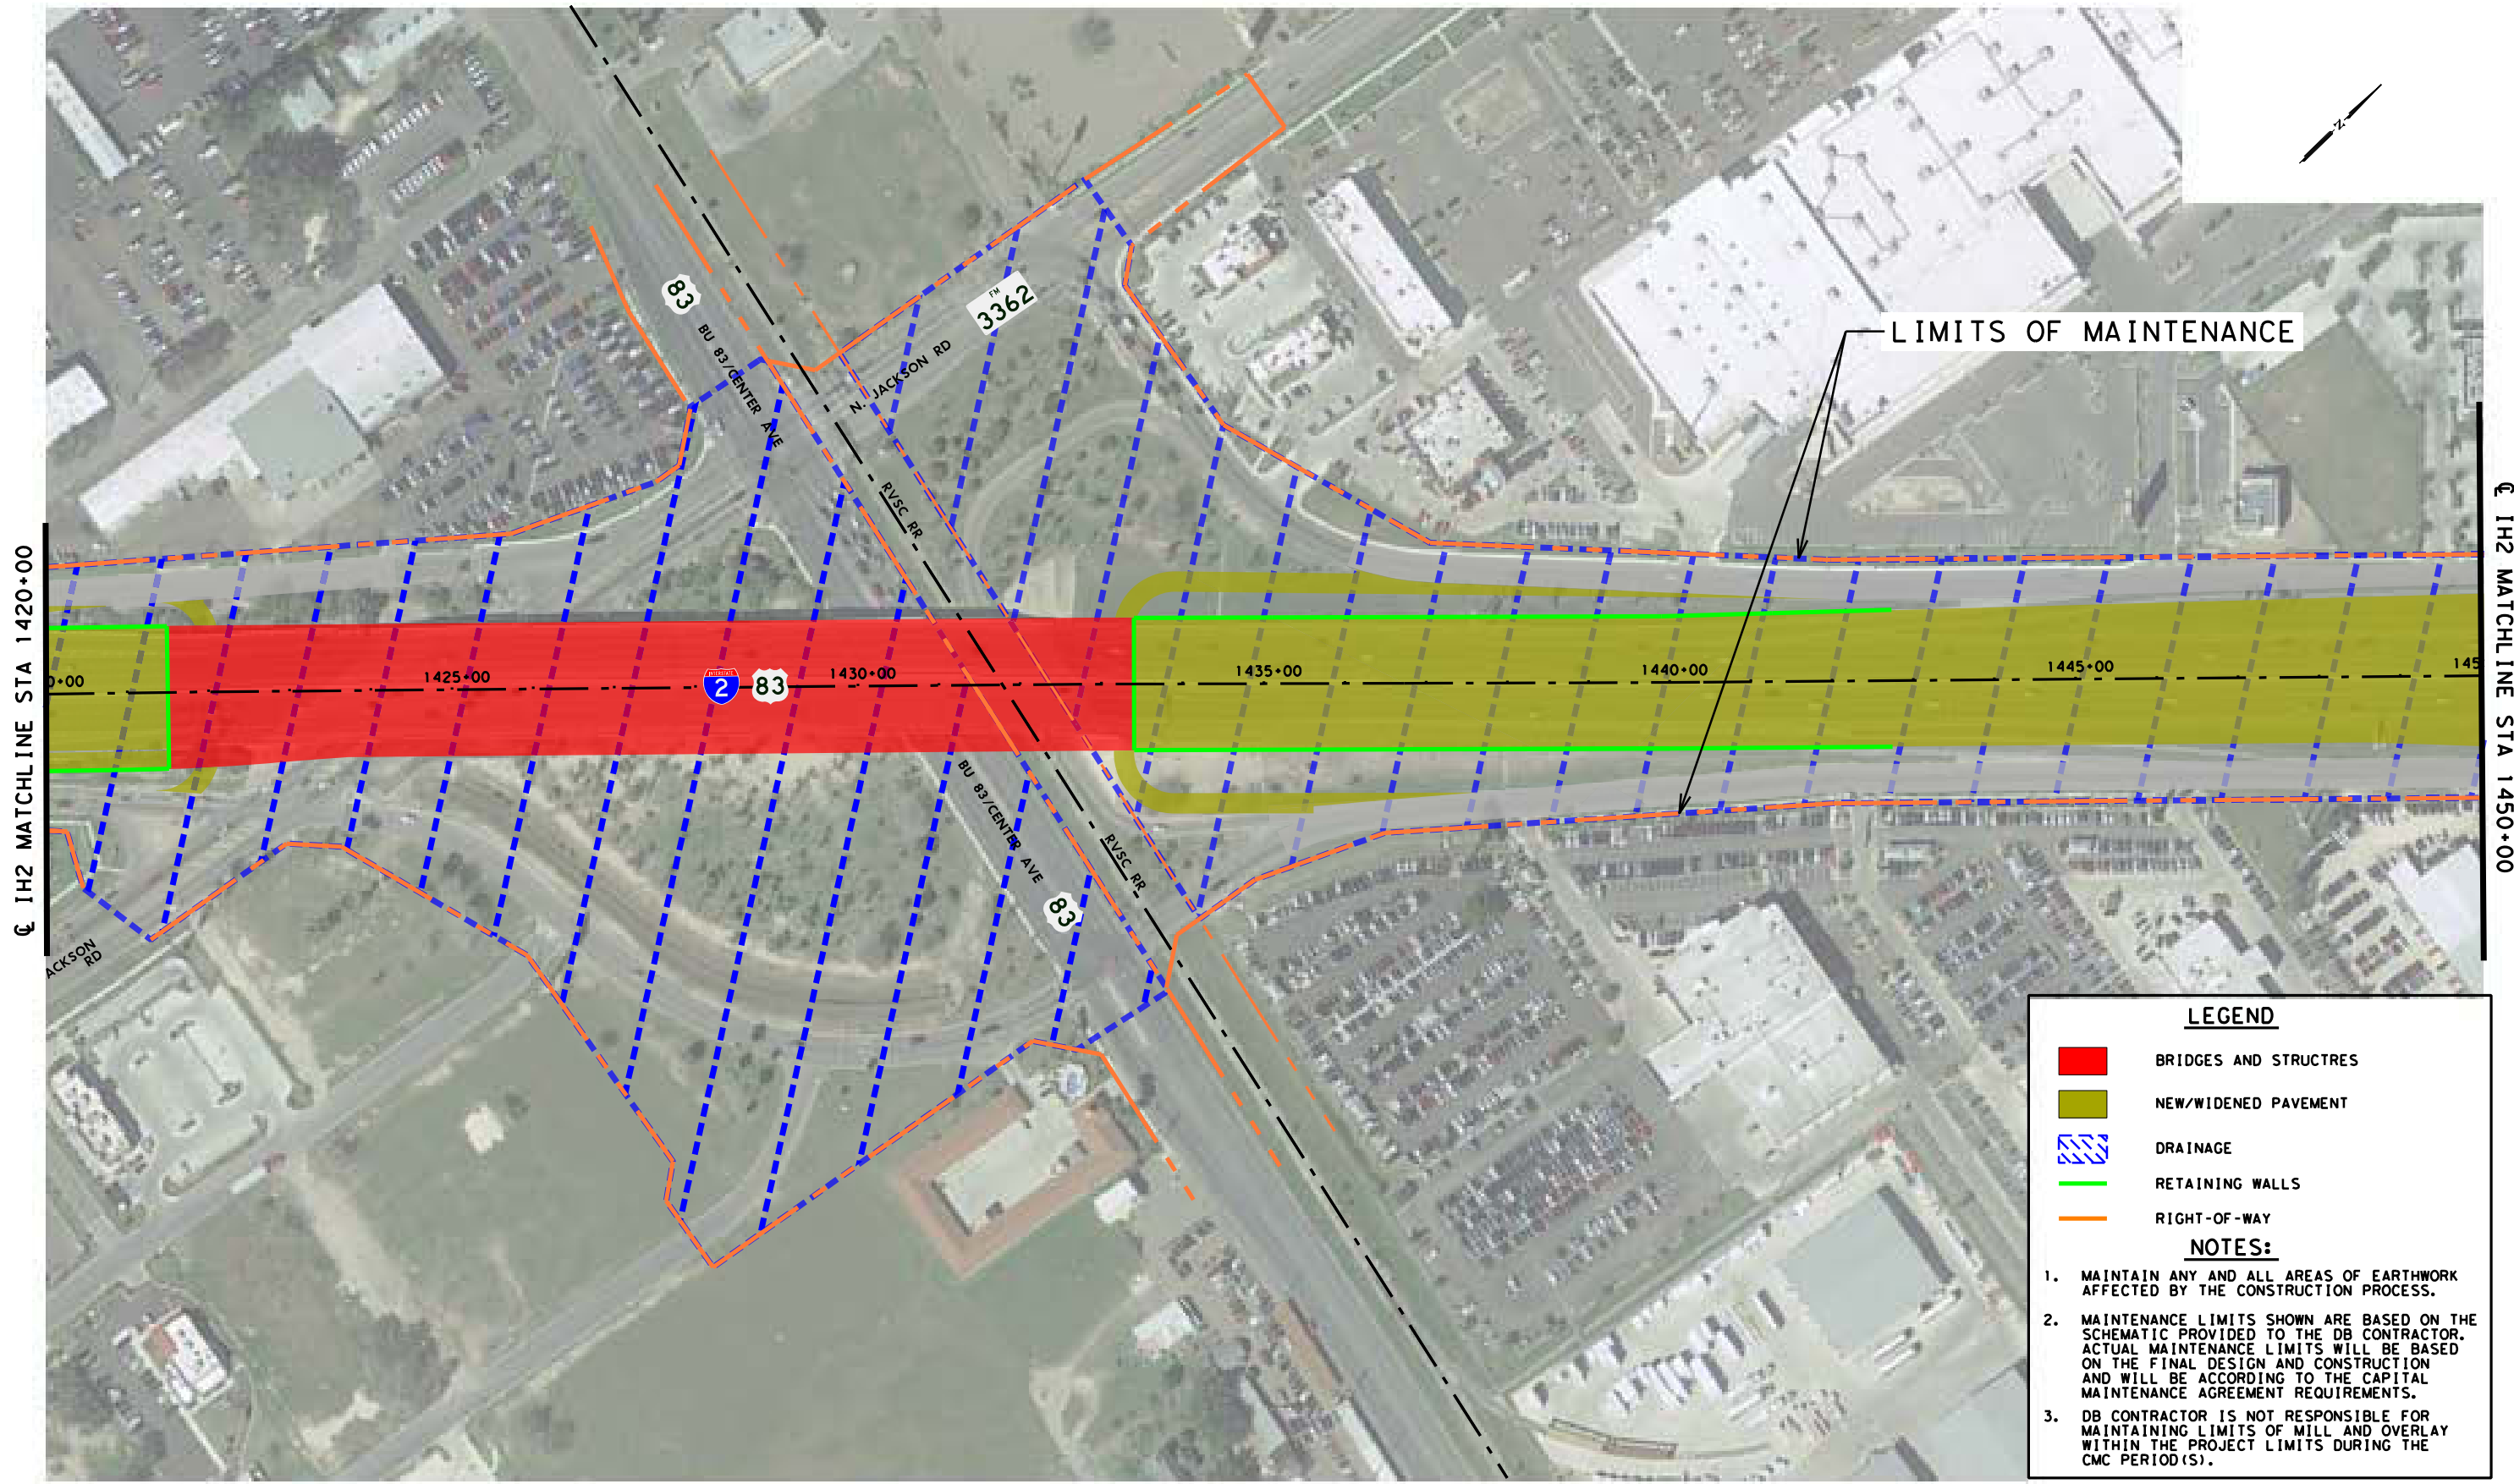 N
83
BU 83/CENTER AVE
FM
3362
N. JACKSON RD
RVSC RR
LIMITS OF MAINTENANCE
℄ IH2 MATCHLINE STA 1420+00
0+00
1425+00
INTERSTATE
2
83
1430+00
1435+00
1440+00
1445+00
145
℄ IH2 MATCHLINE STA 1450+00
BU 83/CENTER AVE
83
RVSC RR
ACKSON
RD
LEGEND
BRIDGES AND STRUCTRES
NEW/WIDENED PAVEMENT
DRAINAGE
RETAINING WALLS
RIGHT-OF-WAY
NOTES:
1. MAINTAIN ANY AND ALL AREAS OF EARTHWORK
AFFECTED BY THE CONSTRUCTION PROCESS.
2. MAINTENANCE LIMITS SHOWN ARE BASED ON THE
SCHEMATIC PROVIDED TO THE DB CONTRACTOR.
ACTUAL MAINTENANCE LIMITS WILL BE BASED
ON THE FINAL DESIGN AND CONSTRUCTION
AND WILL BE ACCORDING TO THE CAPITAL
MAINTENANCE AGREEMENT REQUIREMENTS.
3. DB CONTRACTOR IS NOT RESPONSIBLE FOR
MAINTAINING LIMITS OF MILL AND OVERLAY
WITHIN THE PROJECT LIMITS DURING THE
CMC PERIOD(S).